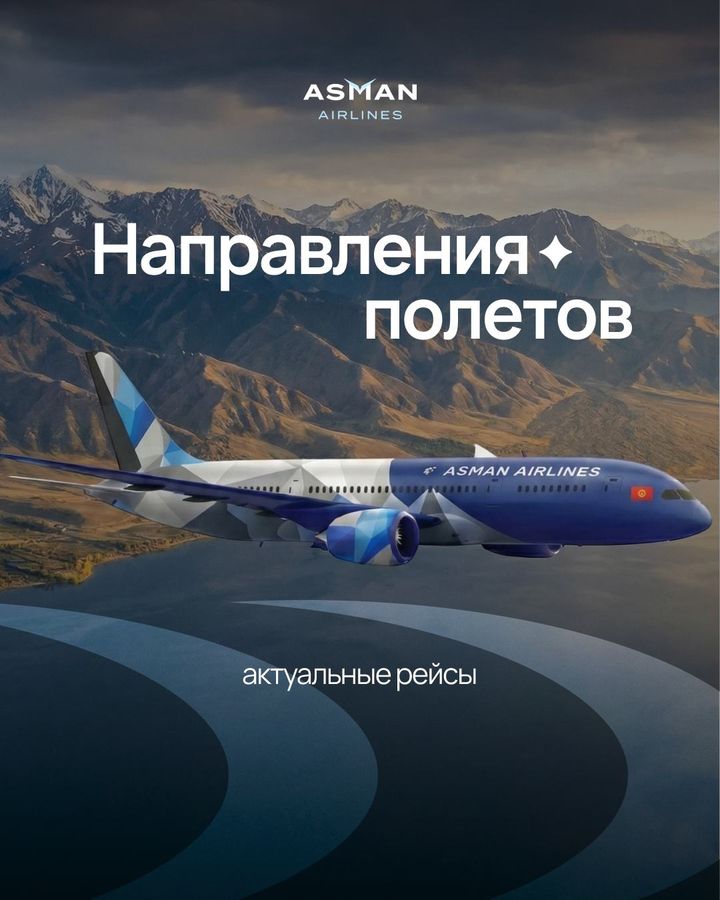 ASMAN
AIRLINES
Направления
полетов
ASMAN AIRLINES
актуальные рейсы